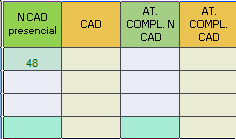 N CAD
presencial
CAD
AT.
COMPL. N
CAD
AT.
COMPL.
CAD
48